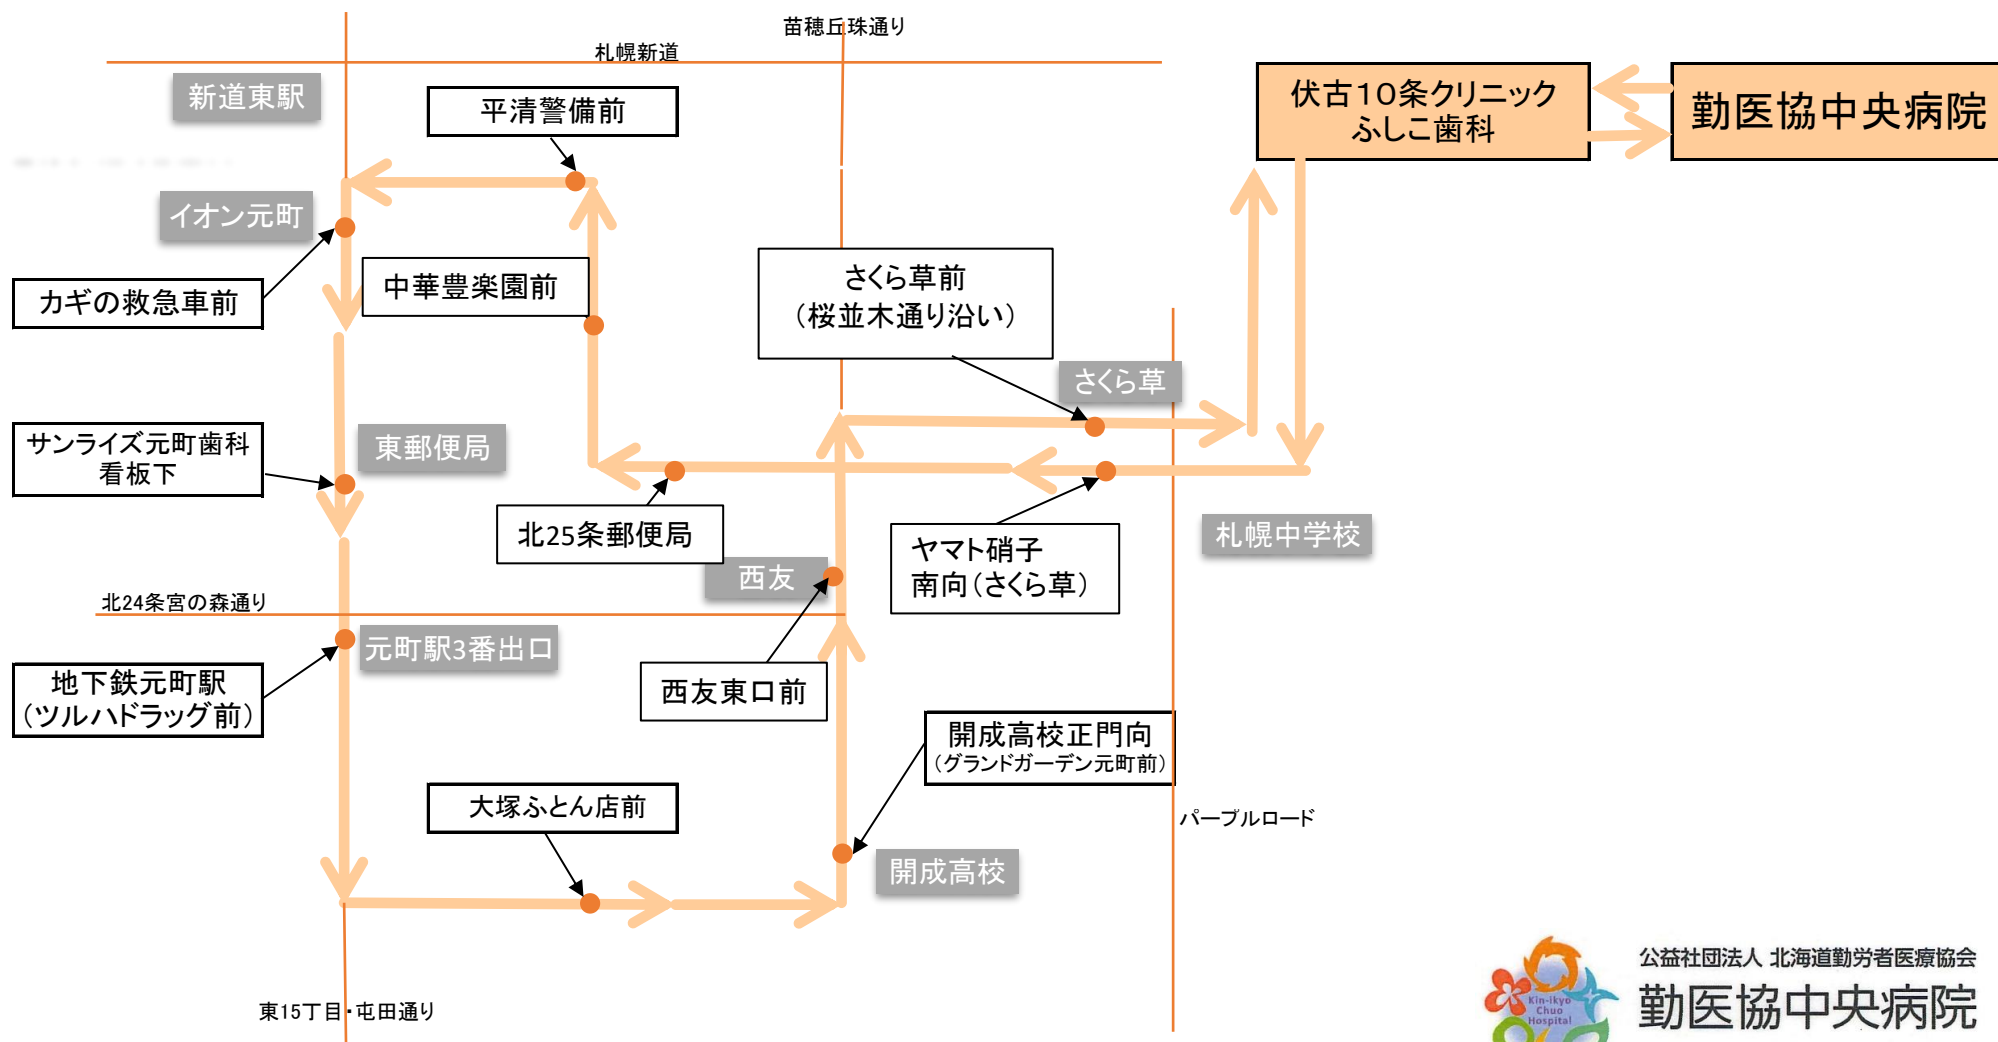 苗穂丘珠通り
札幌新道
新道東駅
平清警備前
伏古10条クリニック
ふしこ歯科
勤医協中央病院
イオン元町
カギの救急車前
中華豊楽園前
さくら草前
（桜並木通り沿い）
さくら草
サンライズ元町歯科
看板下
東郵便局
北25条郵便局
ヤマト硝子
南向（さくら草）
札幌中学校
西友
北24条宮の森通り
元町駅3番出口
地下鉄元町駅
（ツルハドラッグ前）
西友東口前
開成高校正門向
（グランドガーデン元町前）
大塚ふとん店前
パープルロード
開成高校
東15丁目・屯田通り
Kin-ikyo
Chuo
Hospital
公益社団法人 北海道勤労者医療協会
勤医協中央病院